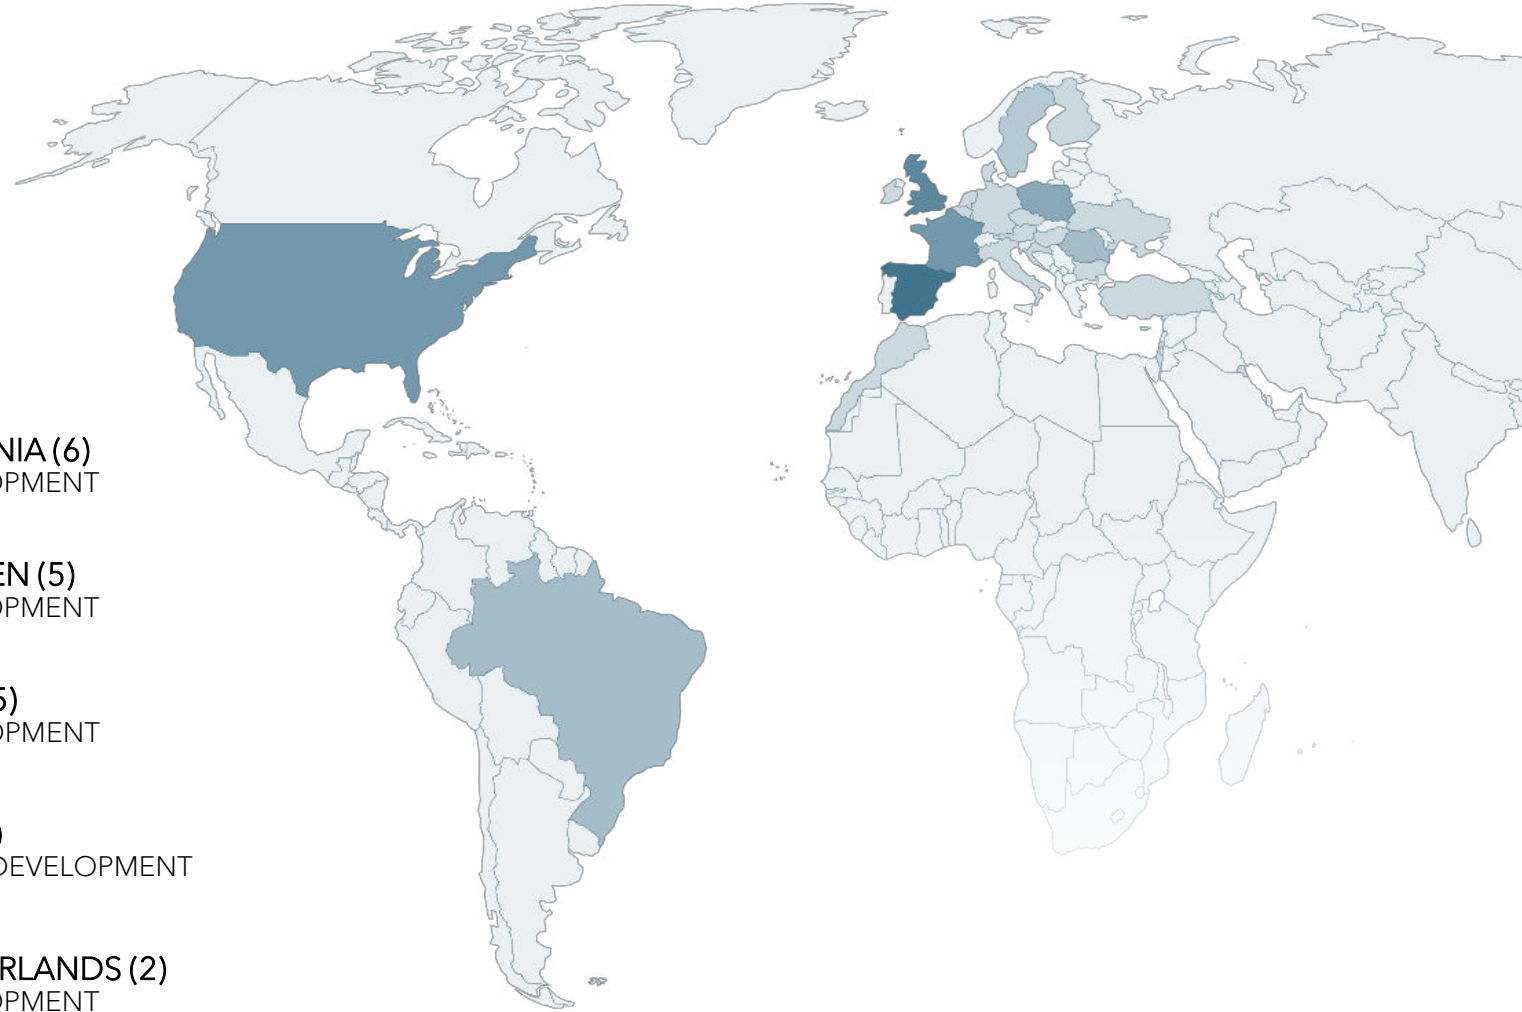 NIA (6)
OPMENT
EN (5)
OPMENT
5)
OPMENT
)
DEVELOPMENT
RLANDS (2)
OPMENT